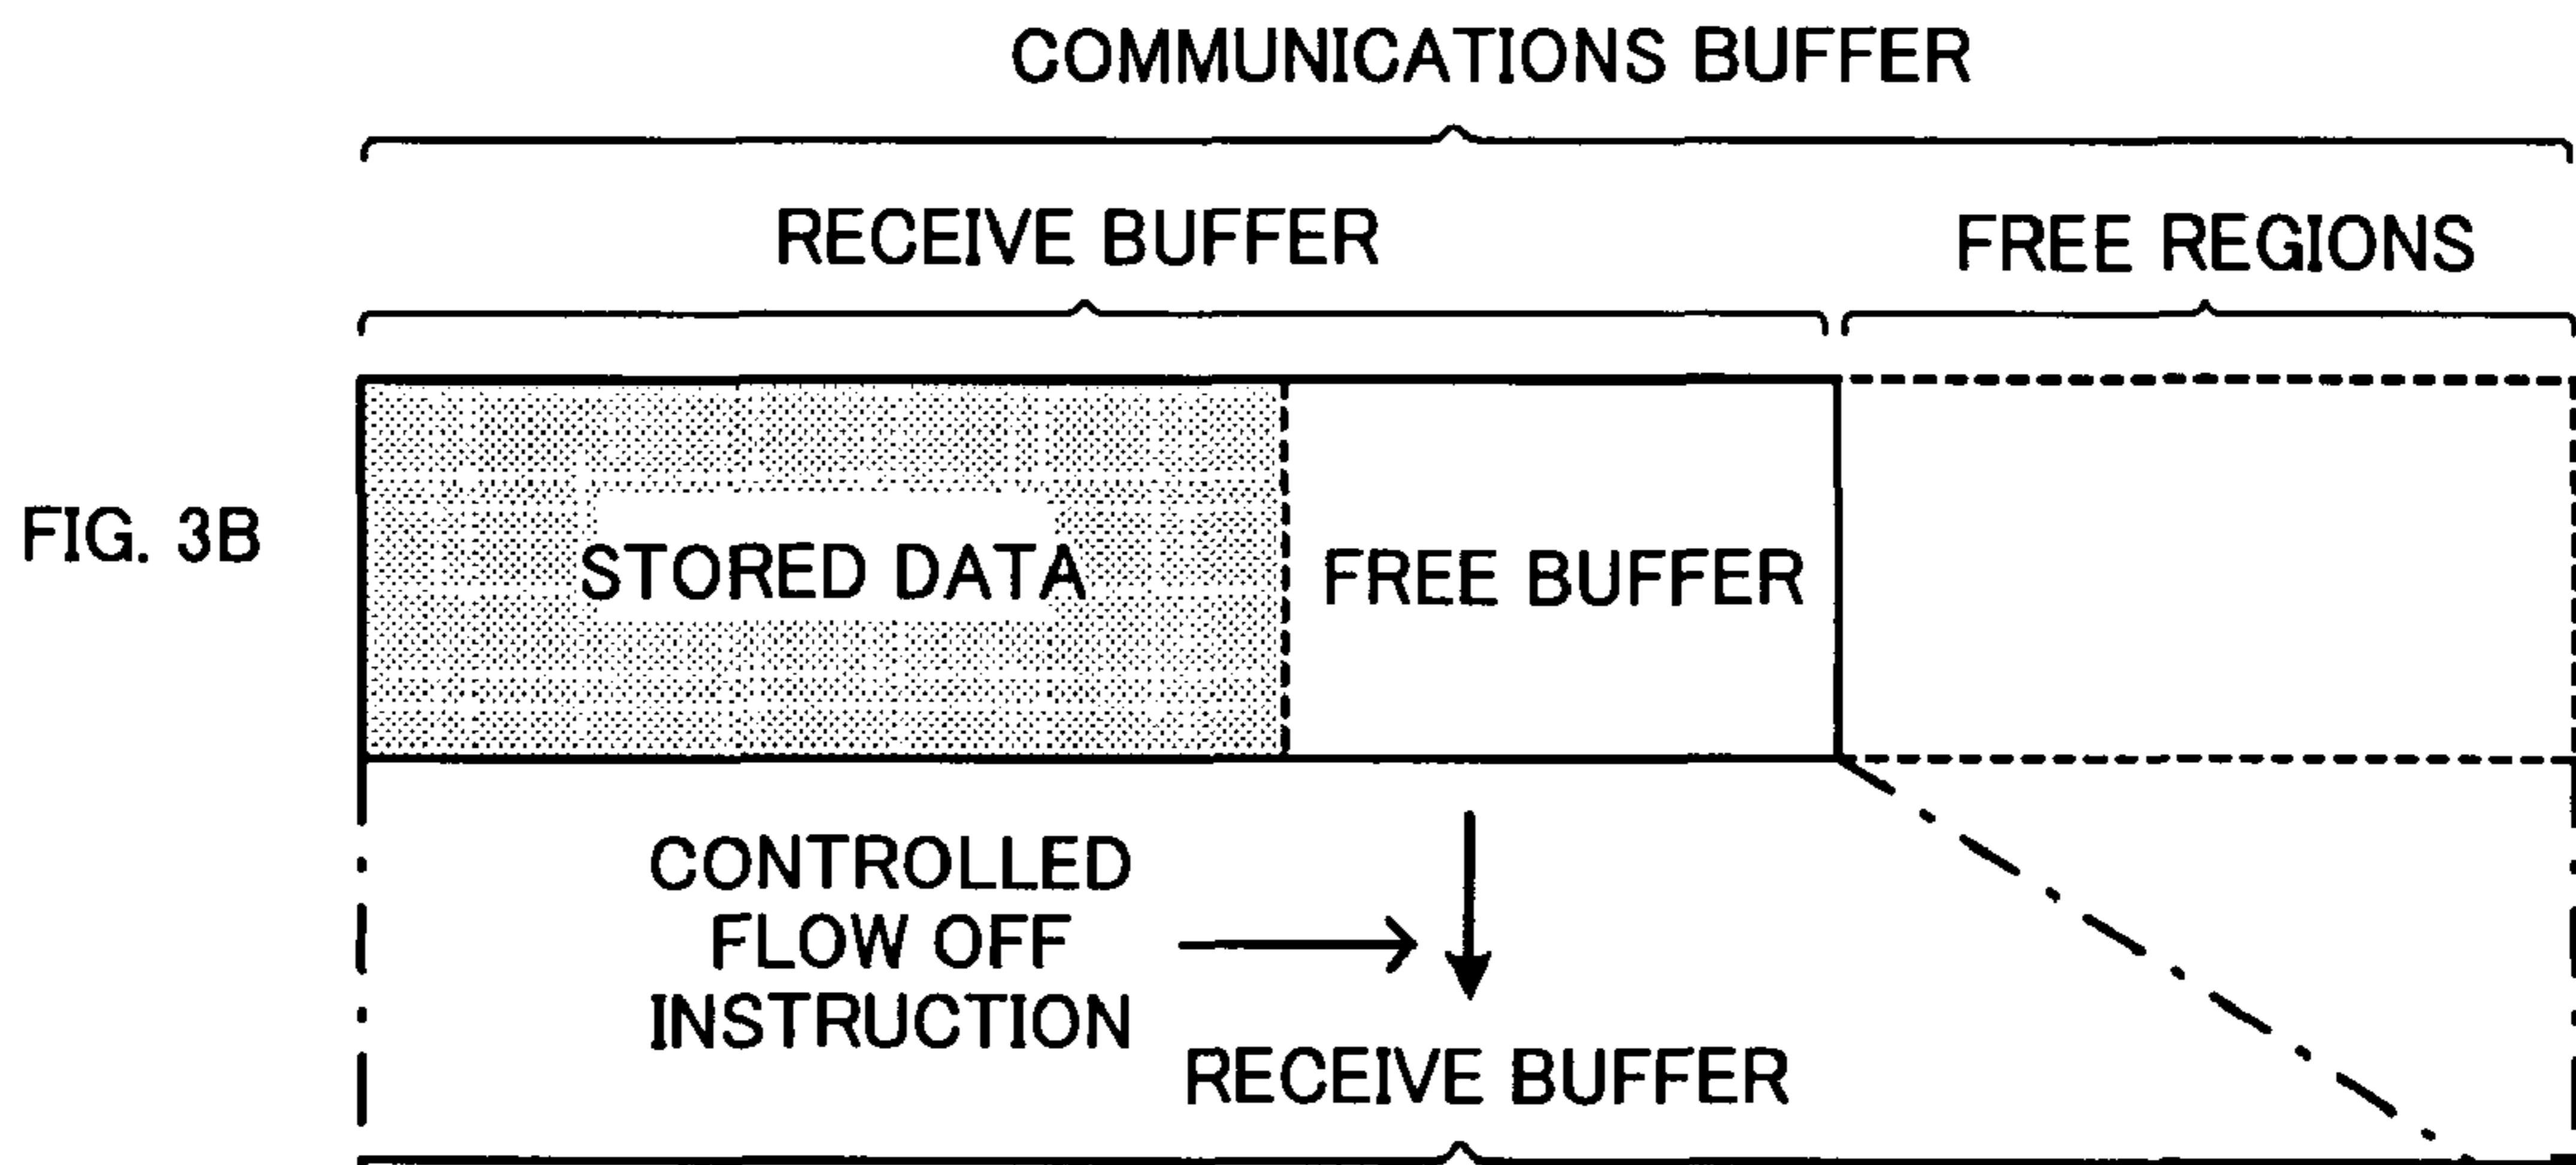 COMMUNICATIONS BUFFER
RECEIVE BUFFER
FREE REGIONS
FIG. 3B
STORED DATA
FREE BUFFER
CONTROLLED
FLOW OFF
INSTRUCTION
RECEIVE BUFFER